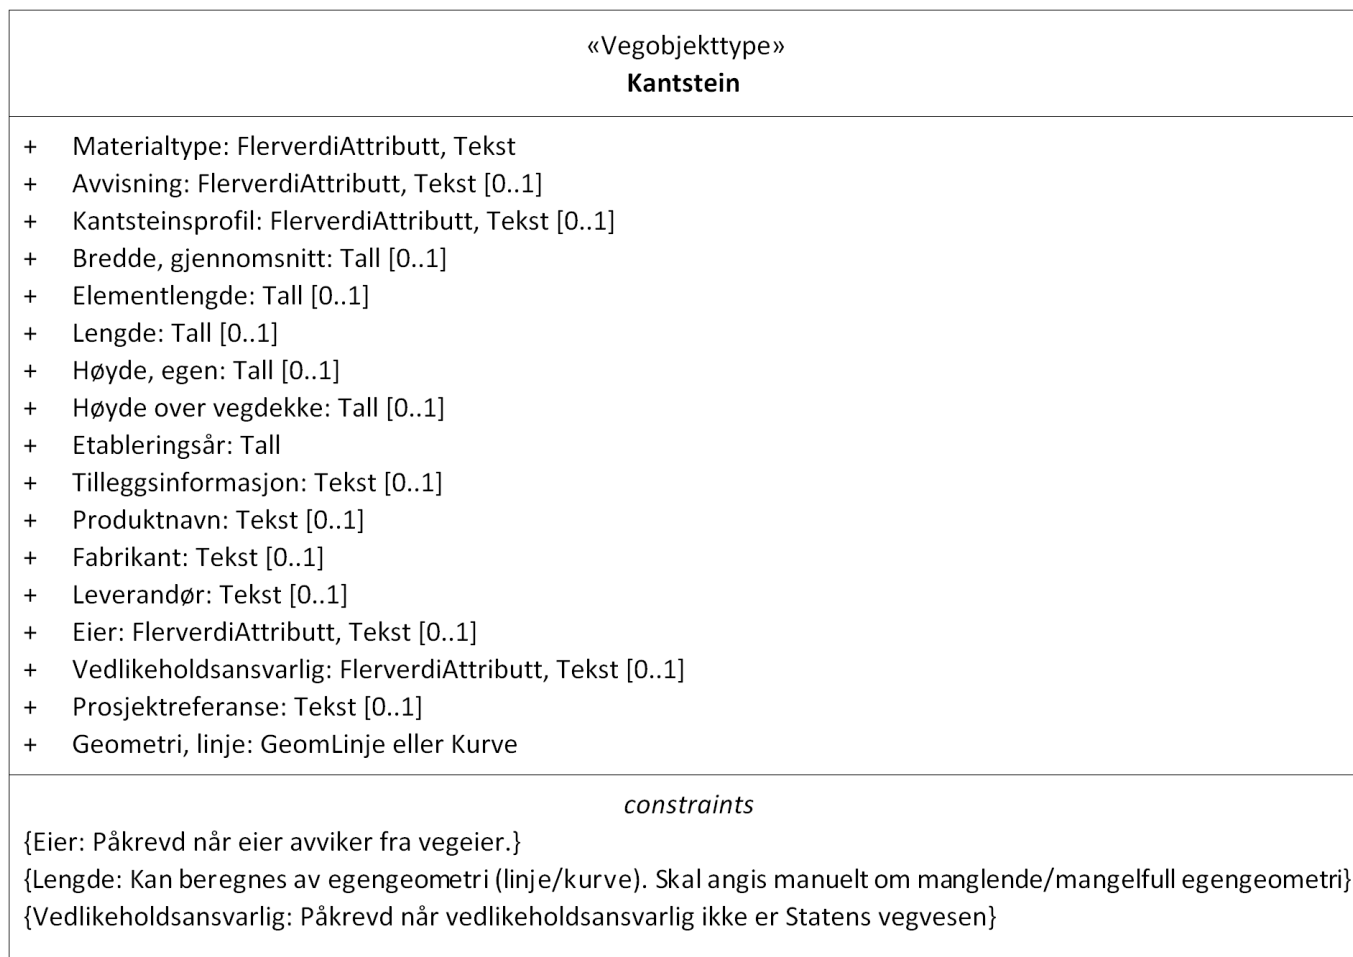 «Vegobjekttype»
Kantstein
+ Materialtype: FlerverdiAttributt, Tekst
+ Avvisning: FlerverdiAttributt, Tekst [0..1]
+ Kantsteinsprofil: FlerverdiAttributt, Tekst [0..1]
+ Bredde, gjennomsnitt: Tall [0..1]
+ Elementlengde: Tall [0..1]
+ Lengde: Tall [0..1]
+ Høyde, egen: Tall [0..1]
+ Høyde over vegdekke: Tall [0..1]
+ Etableringsår: Tall
+ Tilleggsinformasjon: Tekst [0..1]
+ Produktnavn: Tekst [0..1]
+ Fabrikant: Tekst [0..1]
+ Leverandør: Tekst [0..1]
+ Eier: FlerverdiAttributt, Tekst [0..1]
+ Vedlikeholdsansvarlig: FlerverdiAttributt, Tekst [0..1]
+ Prosjektreferanse: Tekst [0..1]
+ Geometri, linje: GeomLinje eller Kurve
constraints
{Eier: Påkrevd når eier avviker fra vegeier.}
{Lengde: Kan beregnes av egengeometri (linje/kurve). Skal angis manuelt om manglende/mangelfull egengeometri}
{Vedlikeholdsansvarlig: Påkrevd når vedlikeholdsansvarlig ikke er Statens vegvesen}